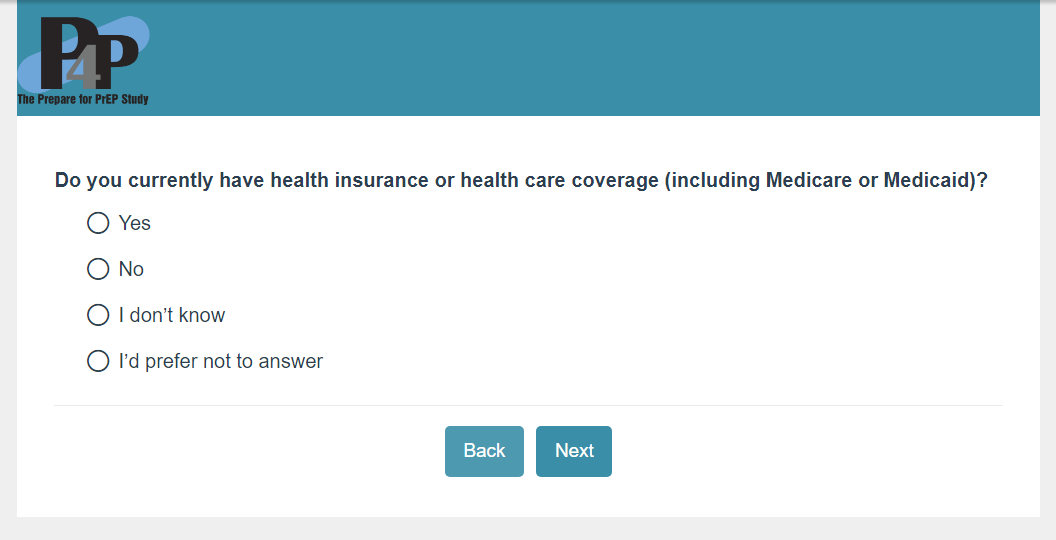 P4P
The Prepare for PrEP Study
Do you currently have health insurance or health care coverage (including Medicare or Medicaid)?
Yes
No
I don’t know
I’d prefer not to answer
Back Next